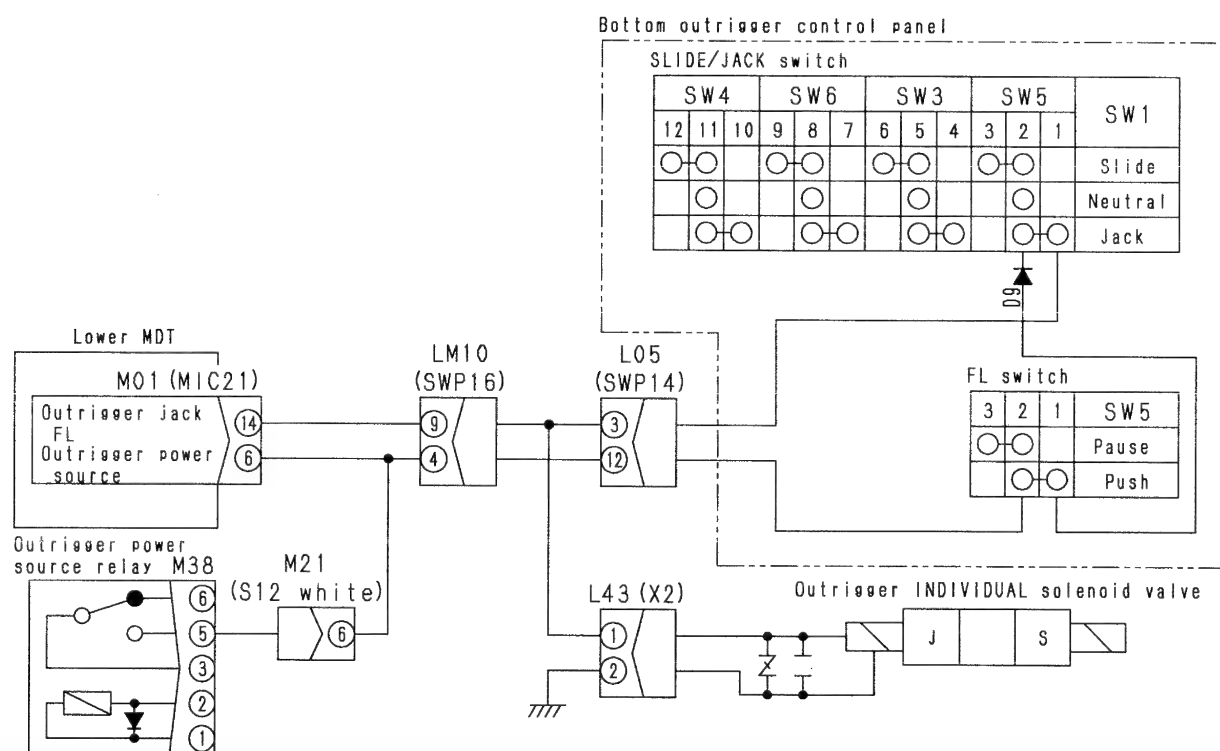 Bottom outrigger control panel
SLIDE/JACK switch
SW4 SW6 SW3 SW5 SW1
12 11 10 9 8 7 6 5 4 3 2 1
Slide
Neutral
Jack
D9
Lower MDT
M01 (MIC21)
Outrigger jack
FL
Outrigger power
source
14
6
LM10
(SWP16)
9
4
L05
(SWP14)
3
12
FL switch
3 2 1 SW5
Pause
Push
Outrigger power
source relay M38
6
5
3
2
1
M21
(S12 white)
6
L43 (X2)
1
2
Outrigger INDIVIDUAL solenoid valve
J S